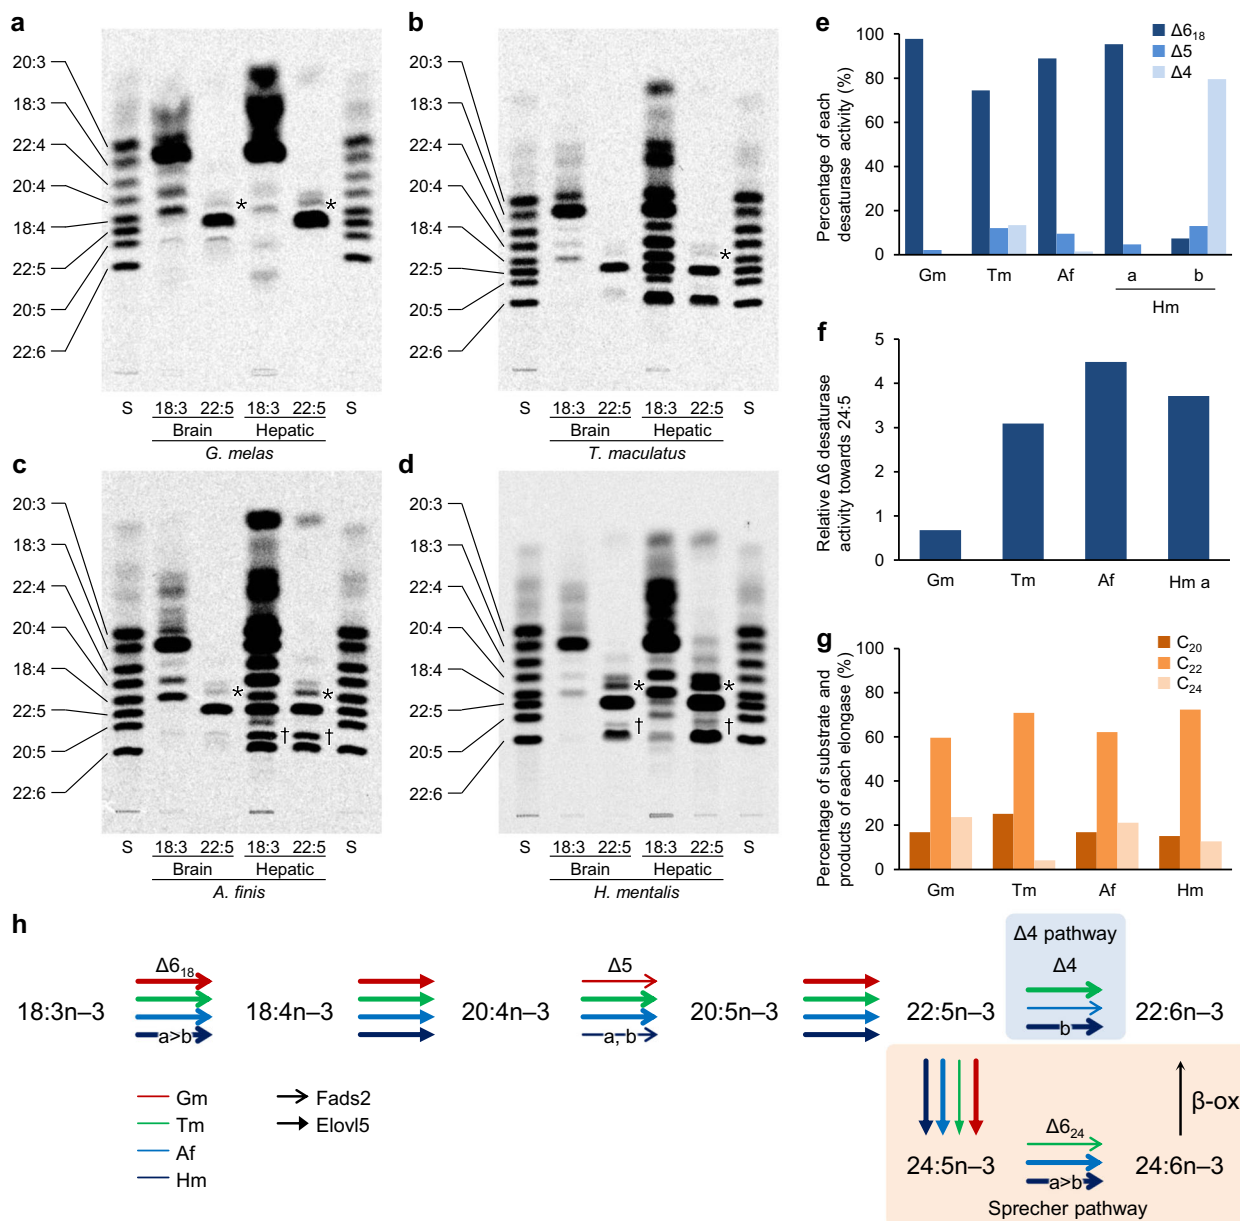 a
20:3
18:3
22:4
20:4
18:4
22:5
20:5
22:6
*
*
S
18:3
22:5
18:3
22:5
S
Brain
Hepatic
G. melas
b
20:3
18:3
22:4
20:4
18:4
22:5
20:5
22:6
*
S
18:3
22:5
18:3
22:5
S
Brain
Hepatic
T. maculatus
c
20:3
18:3
22:4
20:4
18:4
22:5
20:5
22:6
*
*
†
†
S
18:3
22:5
18:3
22:5
S
Brain
Hepatic
A. finis
d
20:3
18:3
22:4
20:4
18:4
22:5
20:5
22:6
*
*
†
†
S
18:3
22:5
18:3
22:5
S
Brain
Hepatic
H. mentalis
e
Percentage of each
desaturase activity (%)
100
80
60
40
20
0
Δ6₁₈
Δ5
Δ4
Gm
Tm
Af
a
b
Hm
f
Relative Δ6 desaturase
activity towards 24:5
5
4
3
2
1
0
Gm
Tm
Af
Hm a
g
Percentage of substrate and
products of each elongase (%)
100
80
60
40
20
0
C₂₀
C₂₂
C₂₄
Gm
Tm
Af
Hm
h
Δ4 pathway
Δ6₁₈
Δ5
Δ4
18:3n–3
18:4n–3
20:4n–3
20:5n–3
22:5n–3
22:6n–3
a>b
a, b
b
Gm
Tm
Af
Hm
Fads2
Elovl5
β-ox
Δ6₂₄
24:5n–3
24:6n–3
a>b
Sprecher pathway